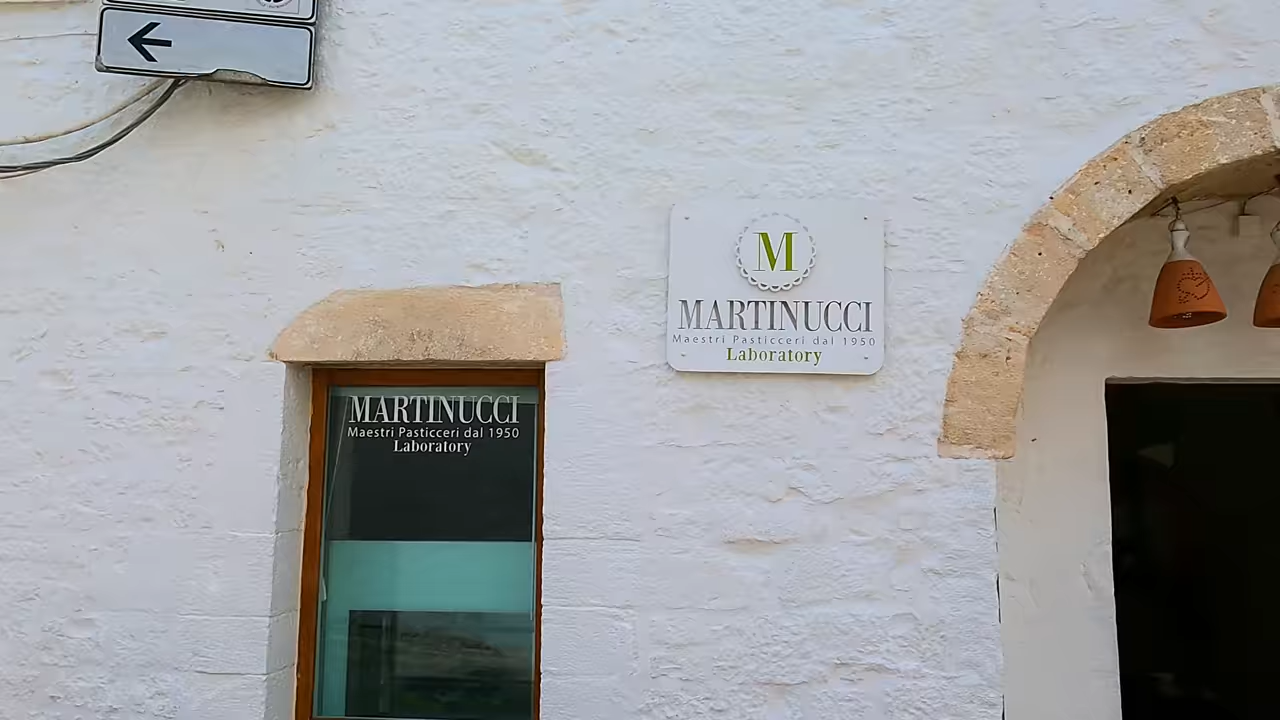 M
MARTINUCCI
Maestri Pasticceri dal 1950
Laboratory
MARTINUCCI
Maestri Pasticceri dal 1950
Laboratory